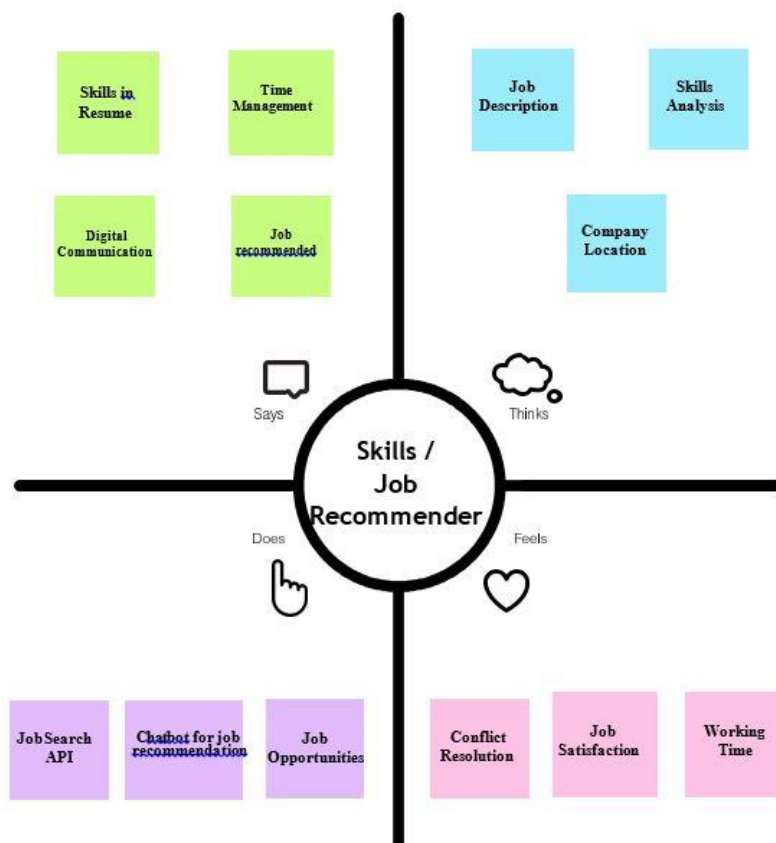 Skills in
Resume
Time
Management
Digital
Communication
Job
recommended
Says
Job
Description
Skills
Analysis
Company
Location
Thinks
Skills /
Job
Recommender
Does
JobSearch
API
Chatbot for job
recommendation
Job
Opportunities
Feels
Conflict
Resolution
Job
Satisfaction
Working
Time